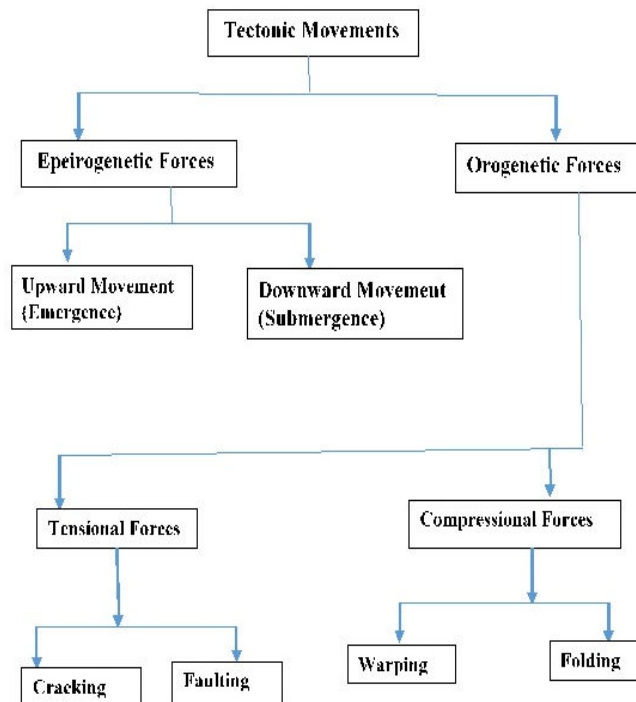 Tectonic Movements
Epeirogenetic Forces
Orogenetic Forces
Upward Movement
(Emergence)
Downward Movement
(Submergence)
Tensional Forces
Compressional Forces
Cracking
Faulting
Warping
Folding